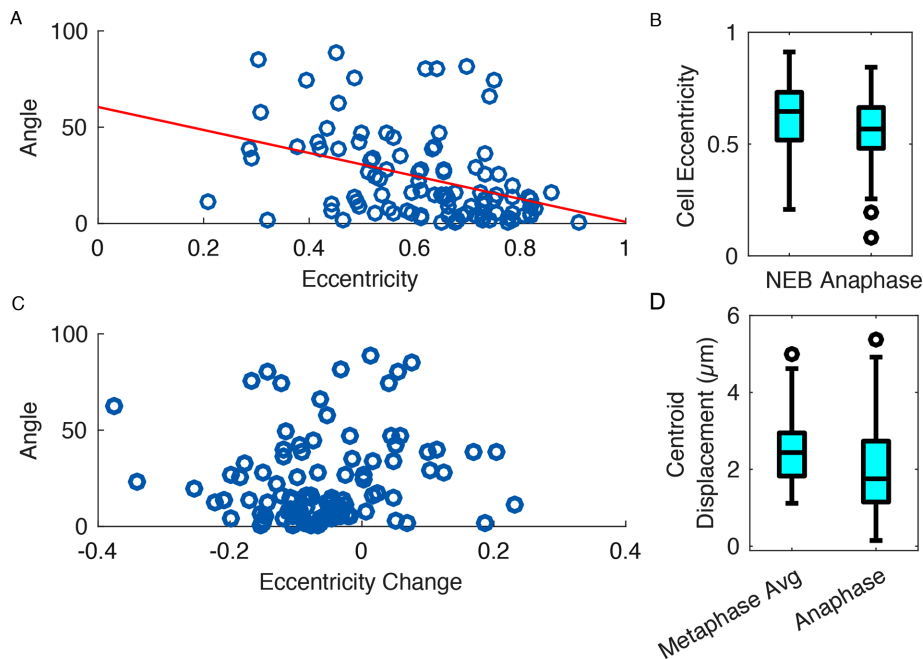 A
100
50
0
Angle
0
0.2
0.4
0.6
0.8
1
Eccentricity
B
1
0.5
0
Cell Eccentricity
NEB Anaphase
C
100
50
0
Angle
-0.4
-0.2
0
0.2
0.4
Eccentricity Change
D
6
4
2
0
Centroid
Displacement (µm)
Metaphase Avg
Anaphase